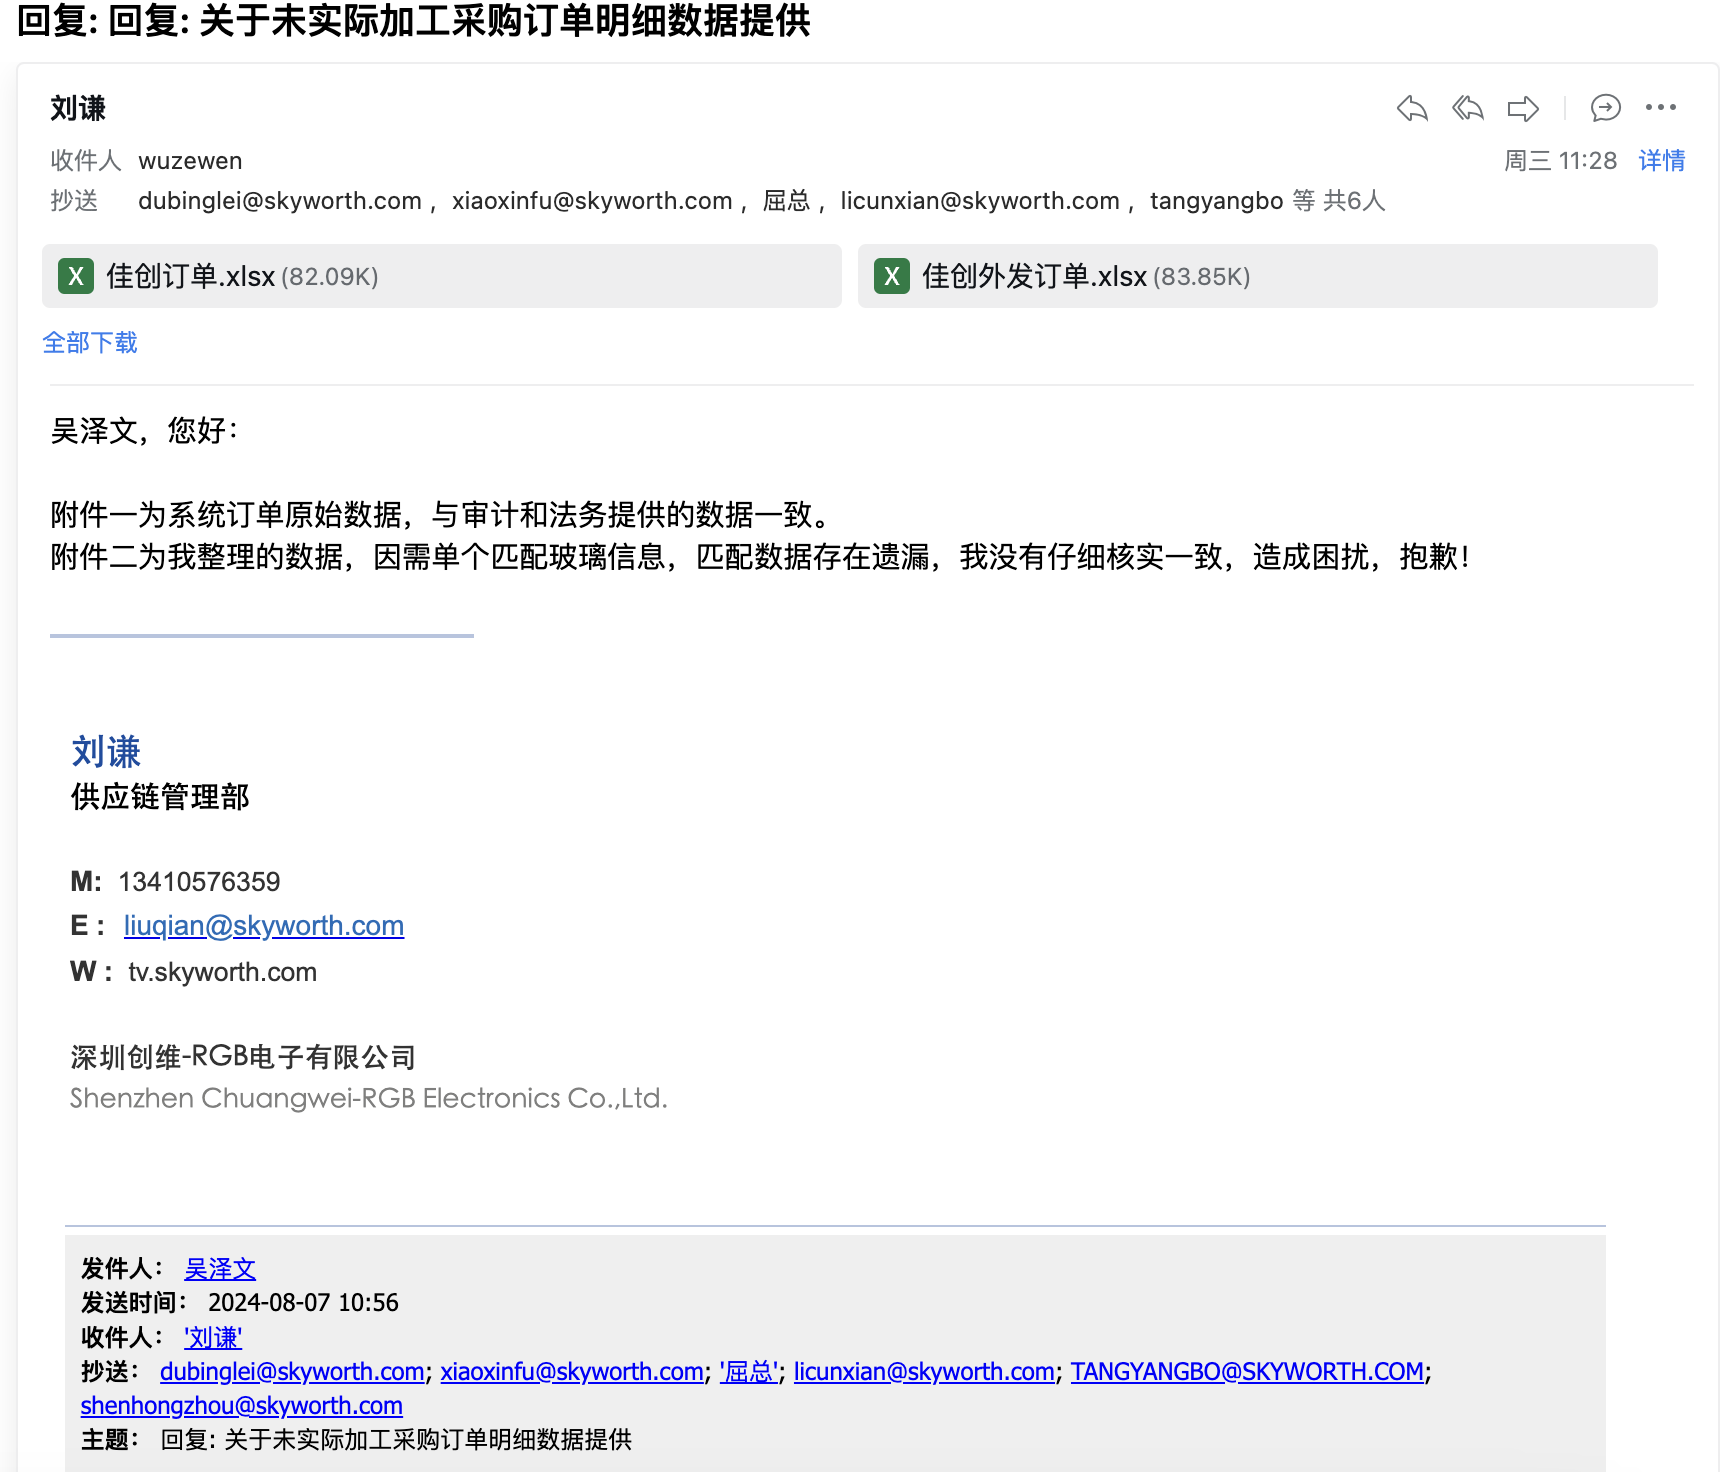 回复: 回复: 关于未实际加工采购订单明细数据提供
刘谦
收件人 wuzewen
周三 11:28 详情
抄送 dubinglei@skyworth.com , xiaoxinfu@skyworth.com , 屈总 , licunxian@skyworth.com , tangyangbo 等 共6人
X 佳创订单.xlsx (82.09K)
X 佳创外发订单.xlsx (83.85K)
全部下载
吴泽文，您好：
附件一为系统订单原始数据，与审计和法务提供的数据一致。
附件二为我整理的数据，因需单个匹配玻璃信息，匹配数据存在遗漏，我没有仔细核实一致，造成困扰，抱歉！
刘谦
供应链管理部
M: 13410576359
E： liuqian@skyworth.com
W： tv.skyworth.com
深圳创维-RGB电子有限公司
Shenzhen Chuangwei-RGB Electronics Co.,Ltd.
发件人： 吴泽文
发送时间： 2024-08-07 10:56
收件人： '刘谦'
抄送： dubinglei@skyworth.com; xiaoxinfu@skyworth.com; '屈总'; licunxian@skyworth.com; TANGYANGBO@SKYWORTH.COM;
shenhongzhou@skyworth.com
主题： 回复: 关于未实际加工采购订单明细数据提供